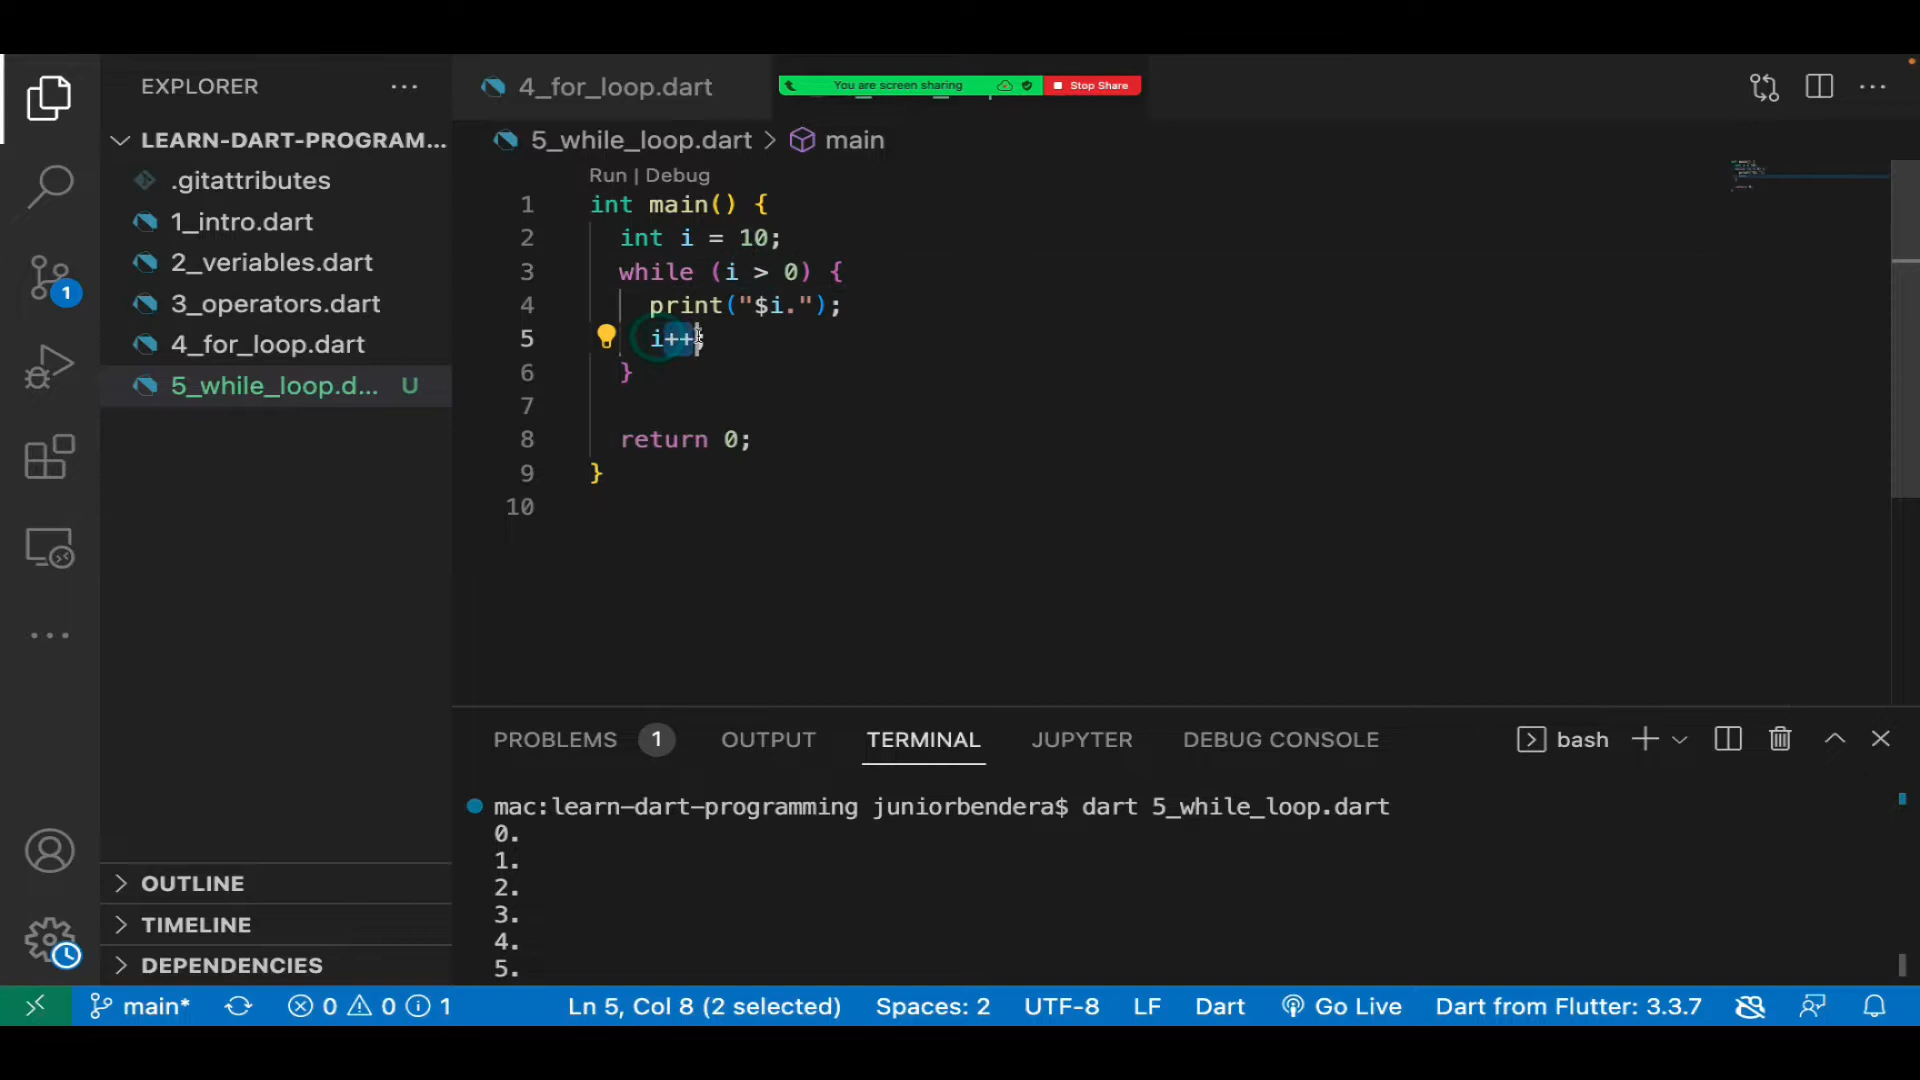 EXPLORER
LEARN-DART-PROGRAM...
.gitattributes
1_intro.dart
2_veriables.dart
3_operators.dart
4_for_loop.dart
5_while_loop.d... U
1
OUTLINE
TIMELINE
DEPENDENCIES
4_for_loop.dart
You are screen sharing
Stop Share
5_while_loop.dart > main
Run | Debug
1 int main() {
2 int i = 10;
3 while (i > 0) {
4 print("$i.");
5 i++;
6 }
7
8 return 0;
9 }
10
PROBLEMS 1 OUTPUT TERMINAL JUPYTER DEBUG CONSOLE bash
mac:learn-dart-programming juniorbendera$ dart 5_while_loop.dart
0.
1.
2.
3.
4.
5.
main* 0 0 1 Ln 5, Col 8 (2 selected) Spaces: 2 UTF-8 LF Dart Go Live Dart from Flutter: 3.3.7